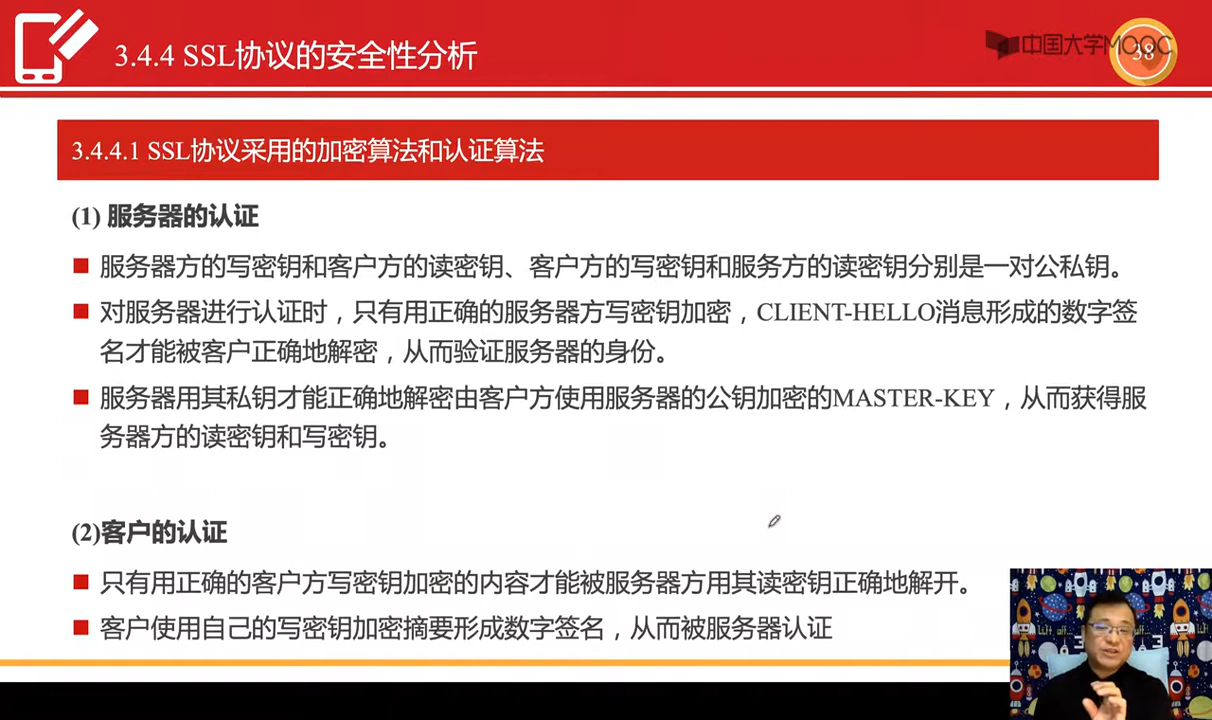 3.4.4 SSL协议的安全性分析
中国大学MOOC
38
3.4.4.1 SSL协议采用的加密算法和认证算法
(1) 服务器的认证
服务器方的写密钥和客户方的读密钥、客户方的写密钥和服务方的读密钥分别是一对公私钥。
对服务器进行认证时，只有用正确的服务器方写密钥加密，CLIENT-HELLO消息形成的数字签
名才能被客户正确地解密，从而验证服务器的身份。
服务器用其私钥才能正确地解密由客户方使用服务器的公钥加密的MASTER-KEY，从而获得服
务器方的读密钥和写密钥。
(2)客户的认证
只有用正确的客户方写密钥加密的内容才能被服务器方用其读密钥正确地解开。
客户使用自己的写密钥加密摘要形成数字签名，从而被服务器认证